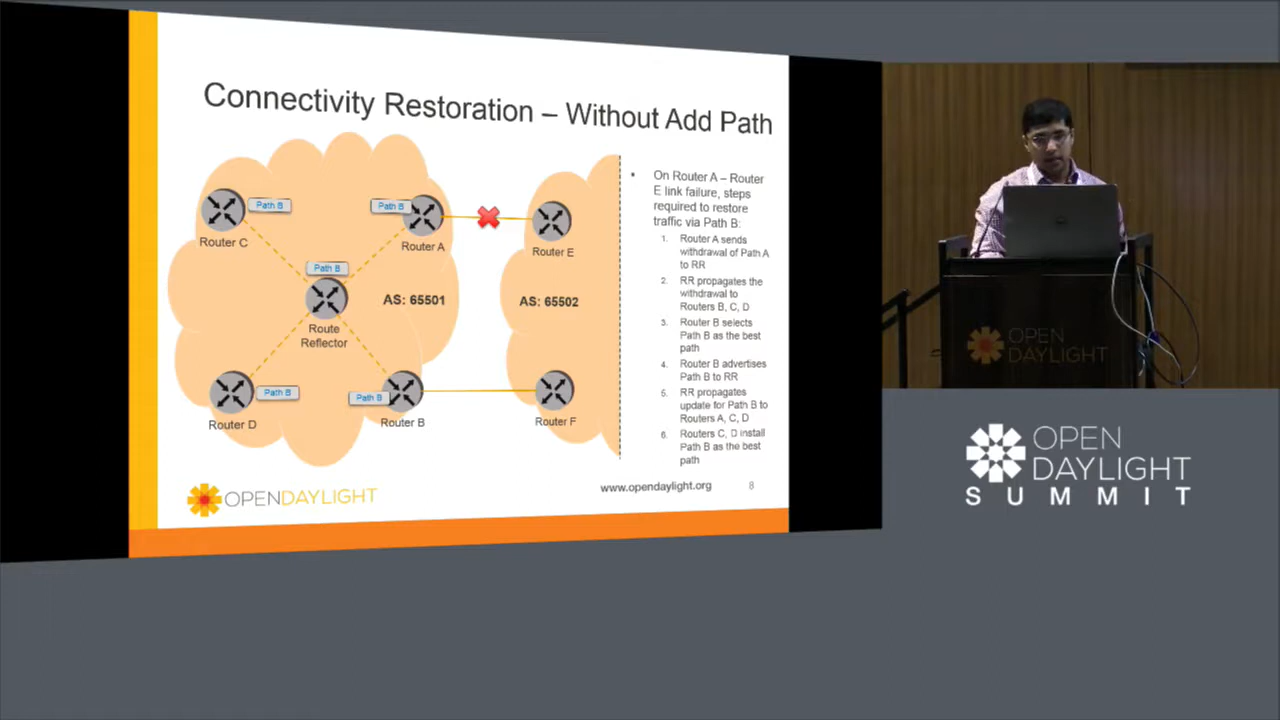 Connectivity Restoration – Without Add Path
Path B
Router C
Path B
Router A
Router E
Path B
Route
Reflector
AS: 65501
AS: 65502
Path B
Router D
Path B
Router B
Router F
• On Router A – Router
E link failure, steps
required to restore
traffic via Path B:
1. Router A sends
withdrawal of Path A
to RR
2. RR propagates the
withdrawal to
Routers B, C, D
3. Router B selects
Path B as the best
path
4. Router B advertises
Path B to RR
5. RR propagates
update for Path B to
Routers A, C, D
6. Routers C, D install
Path B as the best
path
OPENDAYLIGHT
www.opendaylight.org 8
OPEN
DAYLIGHT
OPEN
DAYLIGHT
SUMMIT